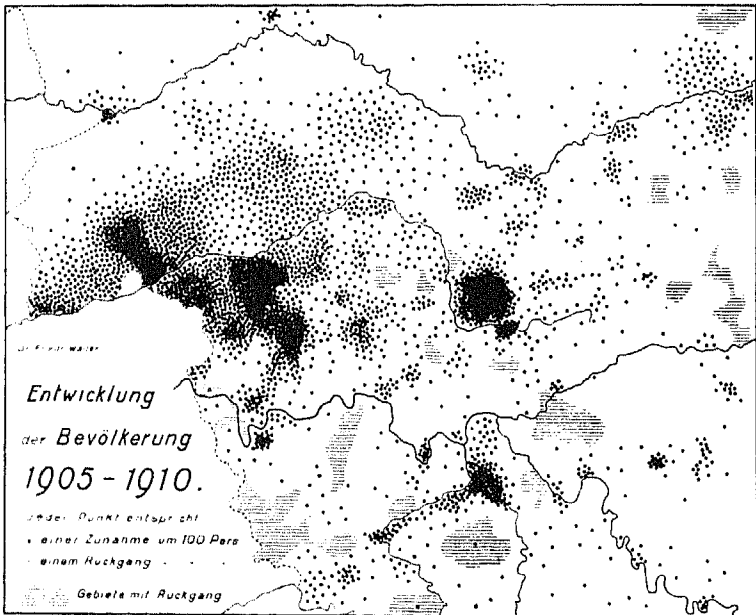 Entwicklung
der Bevölkerung
1905-1910.
Jeder Punkt entspricht
einer Zunahme um 100 Pers
einem Rückgang
Gebiete mit Rückgang